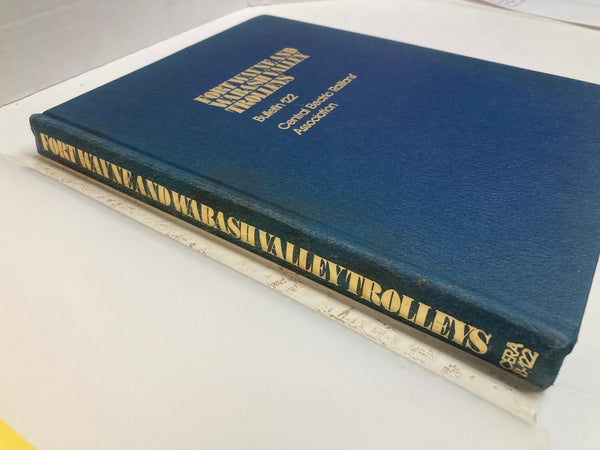 FORT WAYNE AND
WABASH VALLEY
TROLLEYS
Bulletin 122
Central Electric Railfans'
Association
FORT WAYNE AND WABASH VALLEY TROLLEYS
CERA
B-122